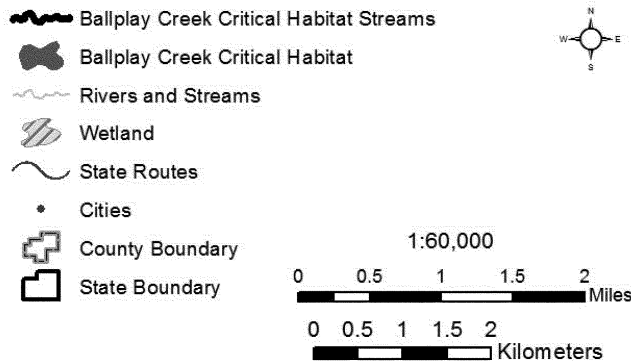 Ballplay Creek Critical Habitat Streams
Ballplay Creek Critical Habitat
Rivers and Streams
Wetland
State Routes
Cities
County Boundary
State Boundary
N
W E
S
1:60,000
0 0.5 1 1.5 2
Miles
0 0.5 1 1.5 2
Kilometers